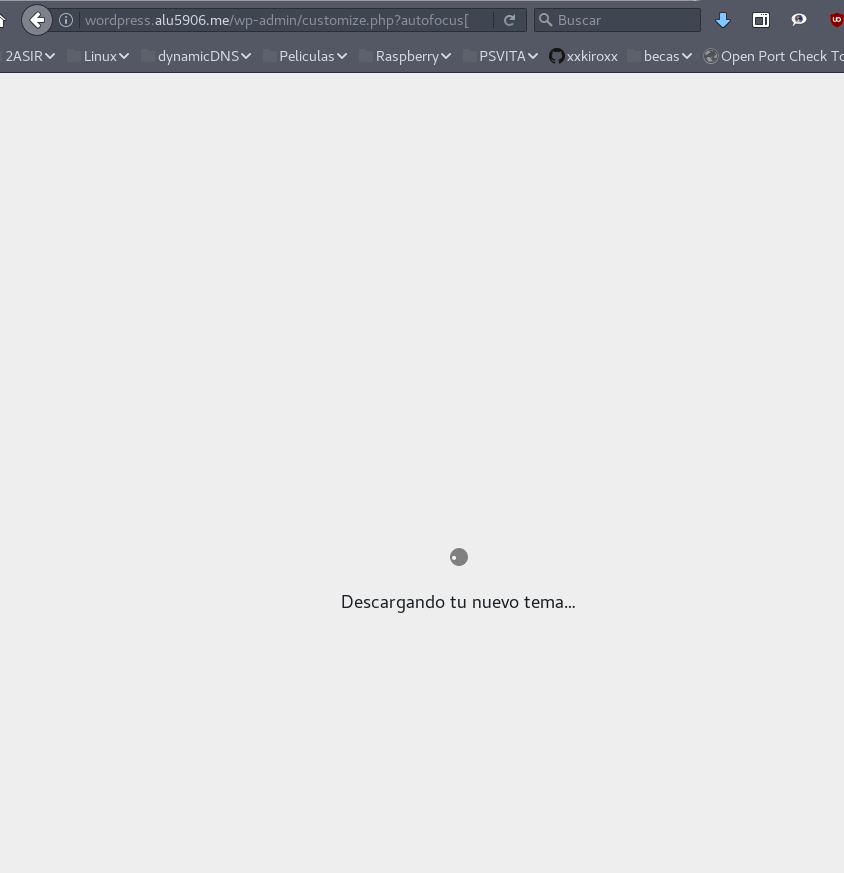 wordpress.alu5906.me/wp-admin/customize.php?autofocus[ Buscar
2ASIR Linux dynamicDNS Peliculas Raspberry PSVITA xxkiroxx becas Open Port Check To
Descargando tu nuevo tema...